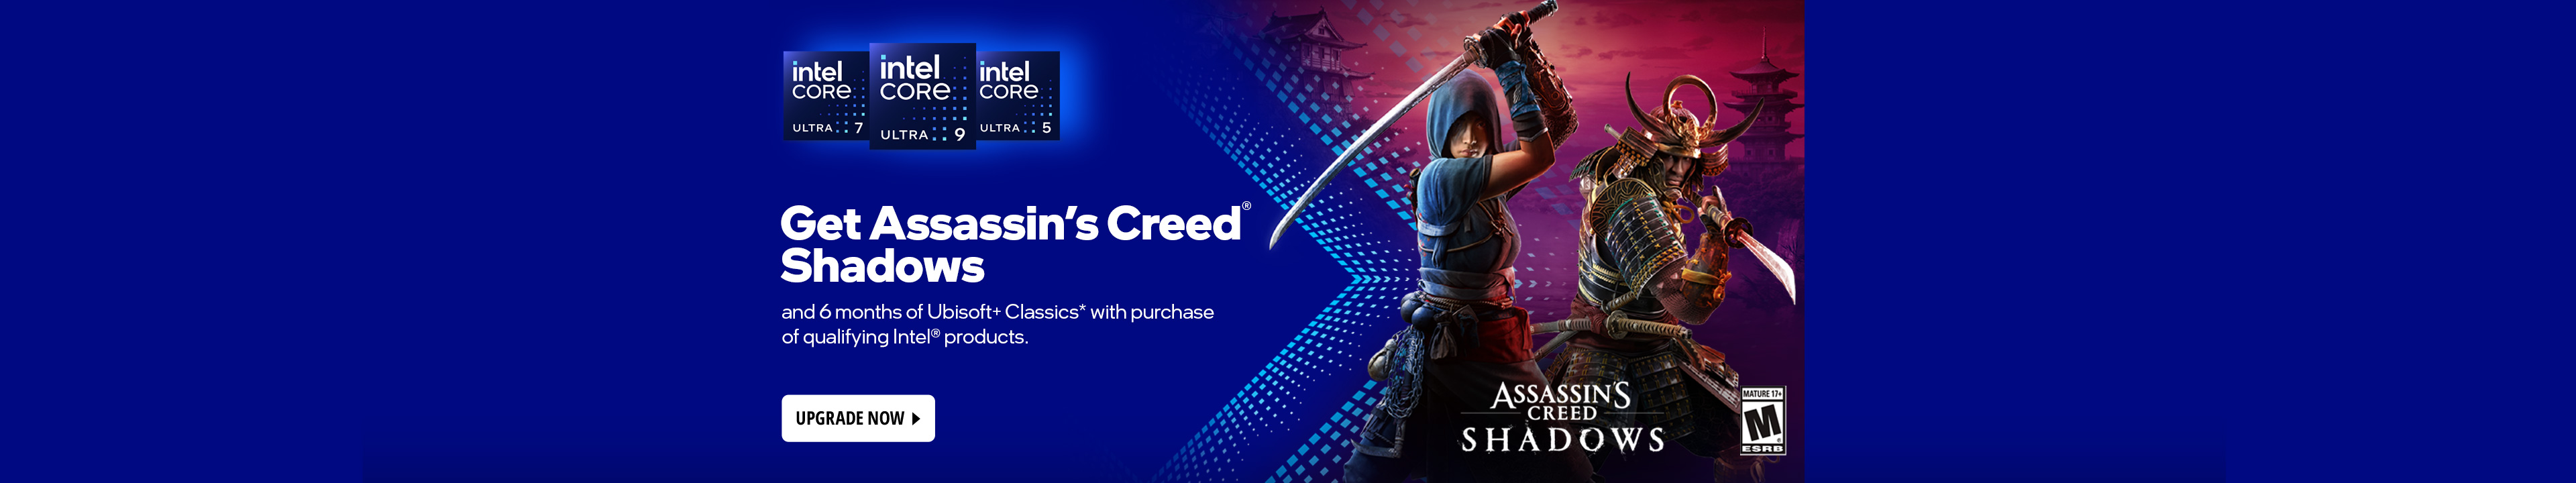 intel
CORE
ULTRA 7
intel
CORE
ULTRA 9
intel
CORE
ULTRA 5
Get Assassin's Creed®
Shadows
and 6 months of Ubisoft+ Classics* with purchase
of qualifying Intel® products.
UPGRADE NOW
ASSASSIN'S
CREED
SHADOWS
MATURE 17+
M
ESRB